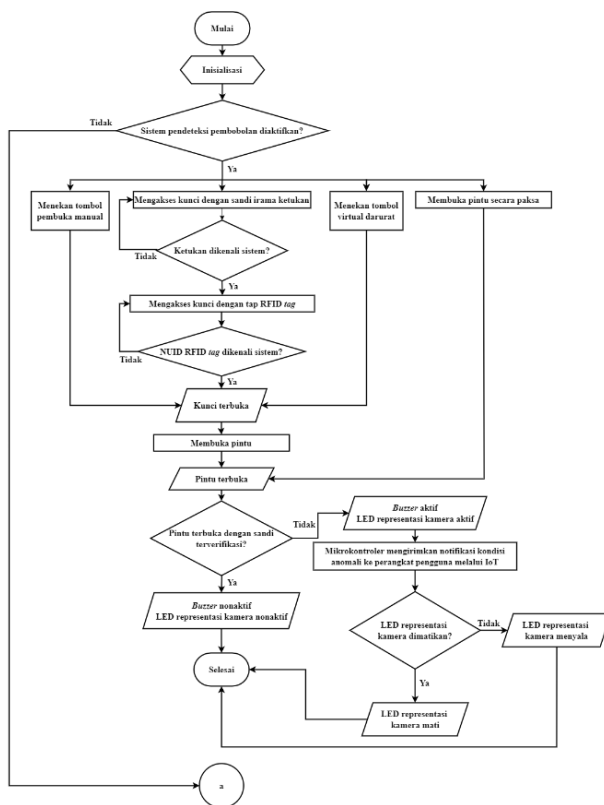 Mulai
Inisialisasi
Tidak
Sistem pendeteksi pembobolan diaktifkan?
Ya
Menekan tombol
pembuka manual
Mengakses kunci dengan sandi irama ketukan
Menekan tombol
virtual darurat
Membuka pintu secara paksa
Tidak
Ketukan dikenali sistem?
Ya
Mengakses kunci dengan tap RFID tag
Tidak
NUID RFID tag dikenali sistem?
Ya
Kunci terbuka
Membuka pintu
Pintu terbuka
Pintu terbuka dengan sandi
terverifikasi?
Tidak
Buzzer aktif
LED representasi kamera aktif
Mikrokontroler mengirimkan notifikasi kondisi
anomali ke perangkat pengguna melalui IoT
Ya
Buzzer nonaktif
LED representasi kamera nonaktif
LED representasi
kamera dimatikan?
Tidak
LED representasi
kamera menyala
Ya
Selesai
LED representasi
kamera mati
a